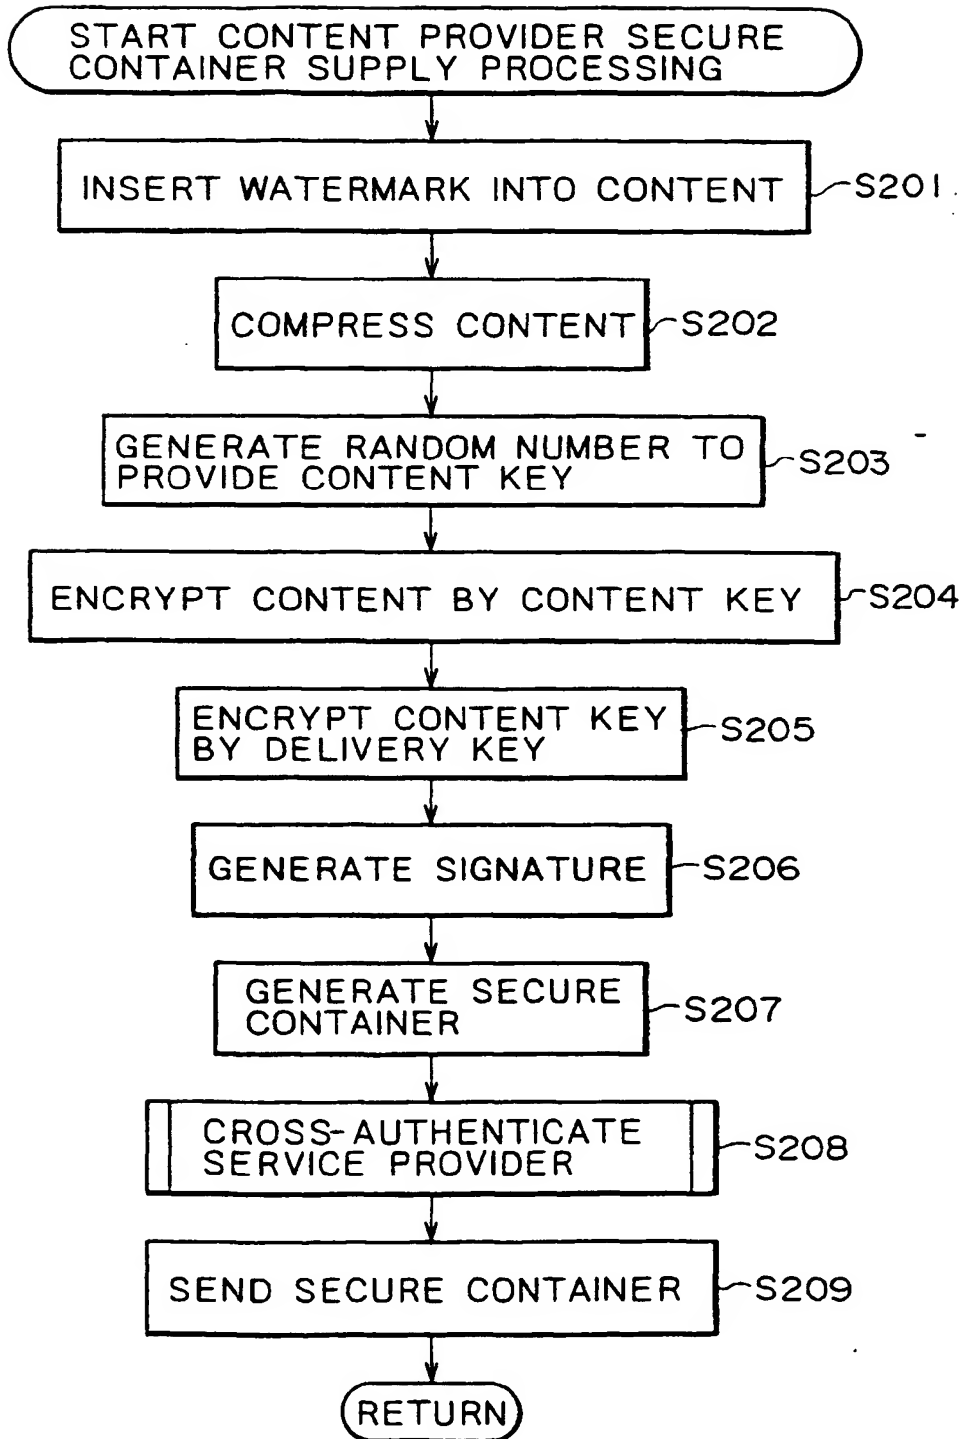 START CONTENT PROVIDER SECURE
CONTAINER SUPPLY PROCESSING
INSERT WATERMARK INTO CONTENT
S201
COMPRESS CONTENT
S202
GENERATE RANDOM NUMBER TO
PROVIDE CONTENT KEY
S203
ENCRYPT CONTENT BY CONTENT KEY
S204
ENCRYPT CONTENT KEY
BY DELIVERY KEY
S205
GENERATE SIGNATURE
S206
GENERATE SECURE
CONTAINER
S207
CROSS-AUTHENTICATE
SERVICE PROVIDER
S208
SEND SECURE CONTAINER
S209
RETURN